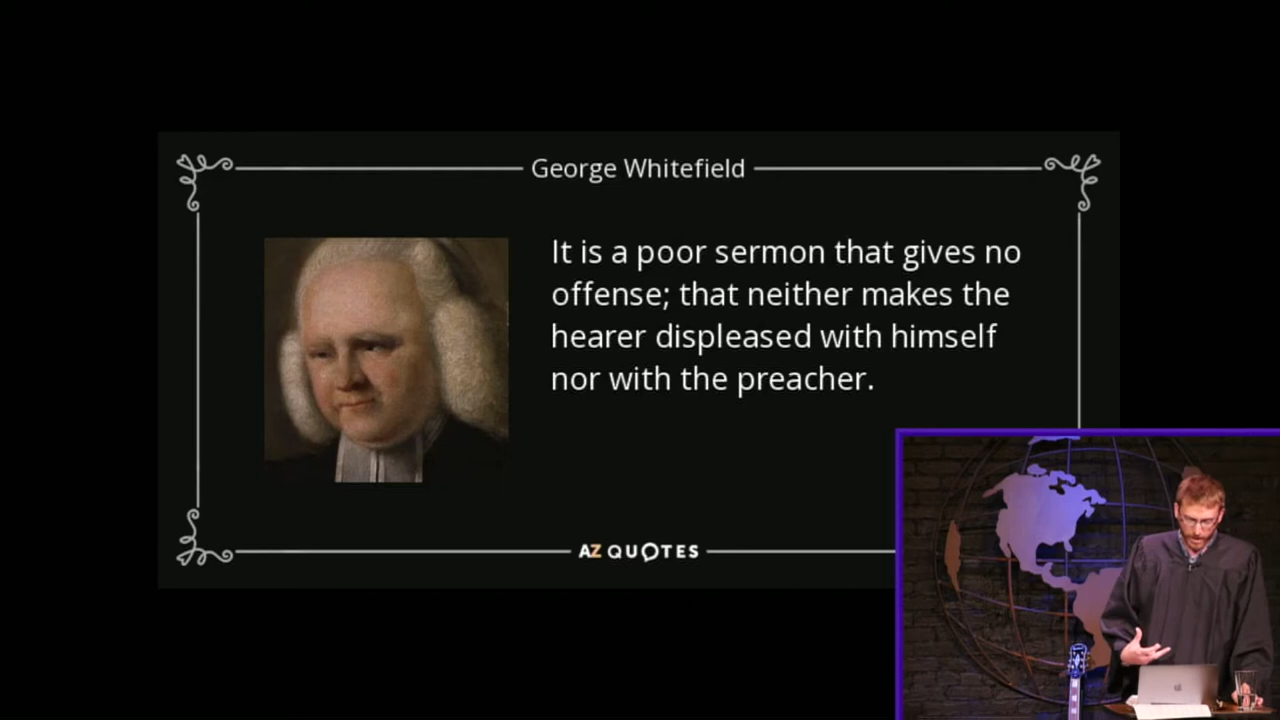 George Whitefield
It is a poor sermon that gives no
offense; that neither makes the
hearer displeased with himself
nor with the preacher.
AZ QUOTES